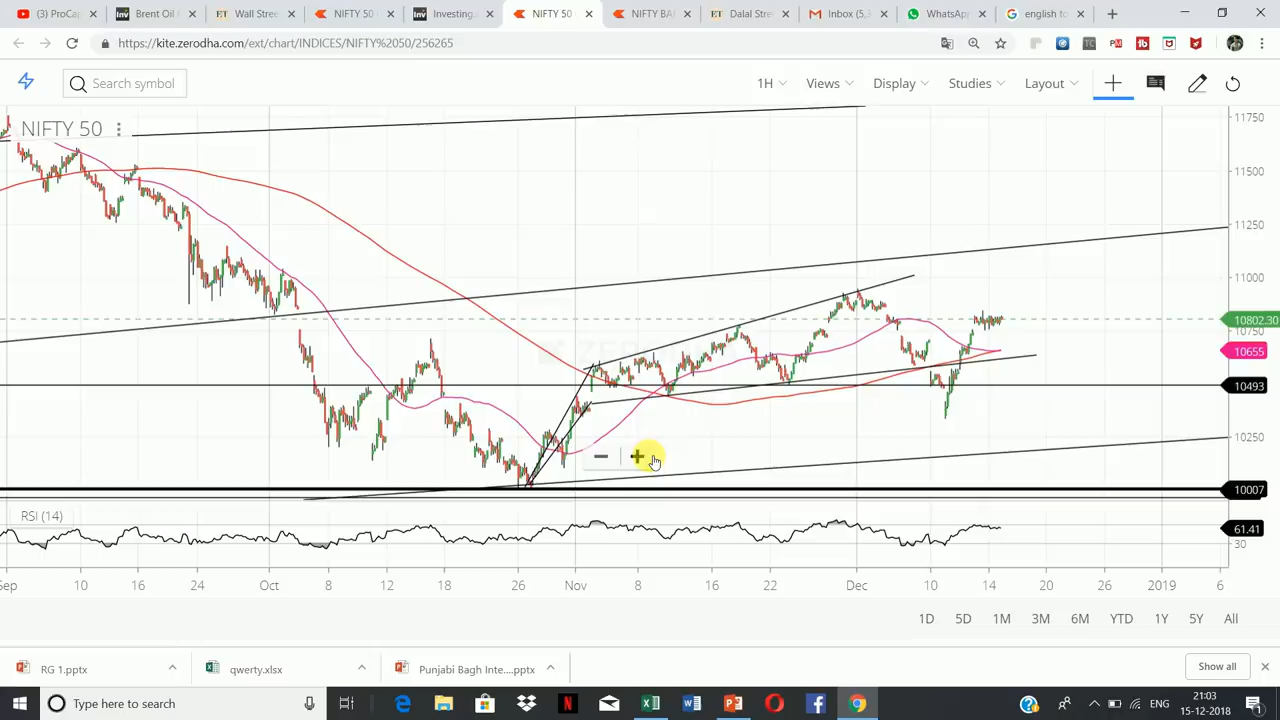 ProCap
Brent Oil
Wall Stree
NIFTY 50
Investing.
NIFTY 50
NIFTY BA
Dalal Stre
Inbox (5,3
WhatsApp
english to
https://kite.zerodha.com/ext/chart/INDICES/NIFTY%2050/256265
Search symbol
1H
Views
Display
Studies
Layout
NIFTY 50
11750
11500
11250
11000
10802.30
10750
10655
10493
10250
10007
RSI (14)
61.41
30
Sep 10 16 24 Oct 8 12 18 26 Nov 8 16 22 Dec 10 14 20 26 2019 6
1D 5D 1M 3M 6M YTD 1Y 5Y All
RG 1.pptx
qwerty.xlsx
Punjabi Bagh Inte....pptx
Show all
Type here to search
ENG
21:03
15-12-2018